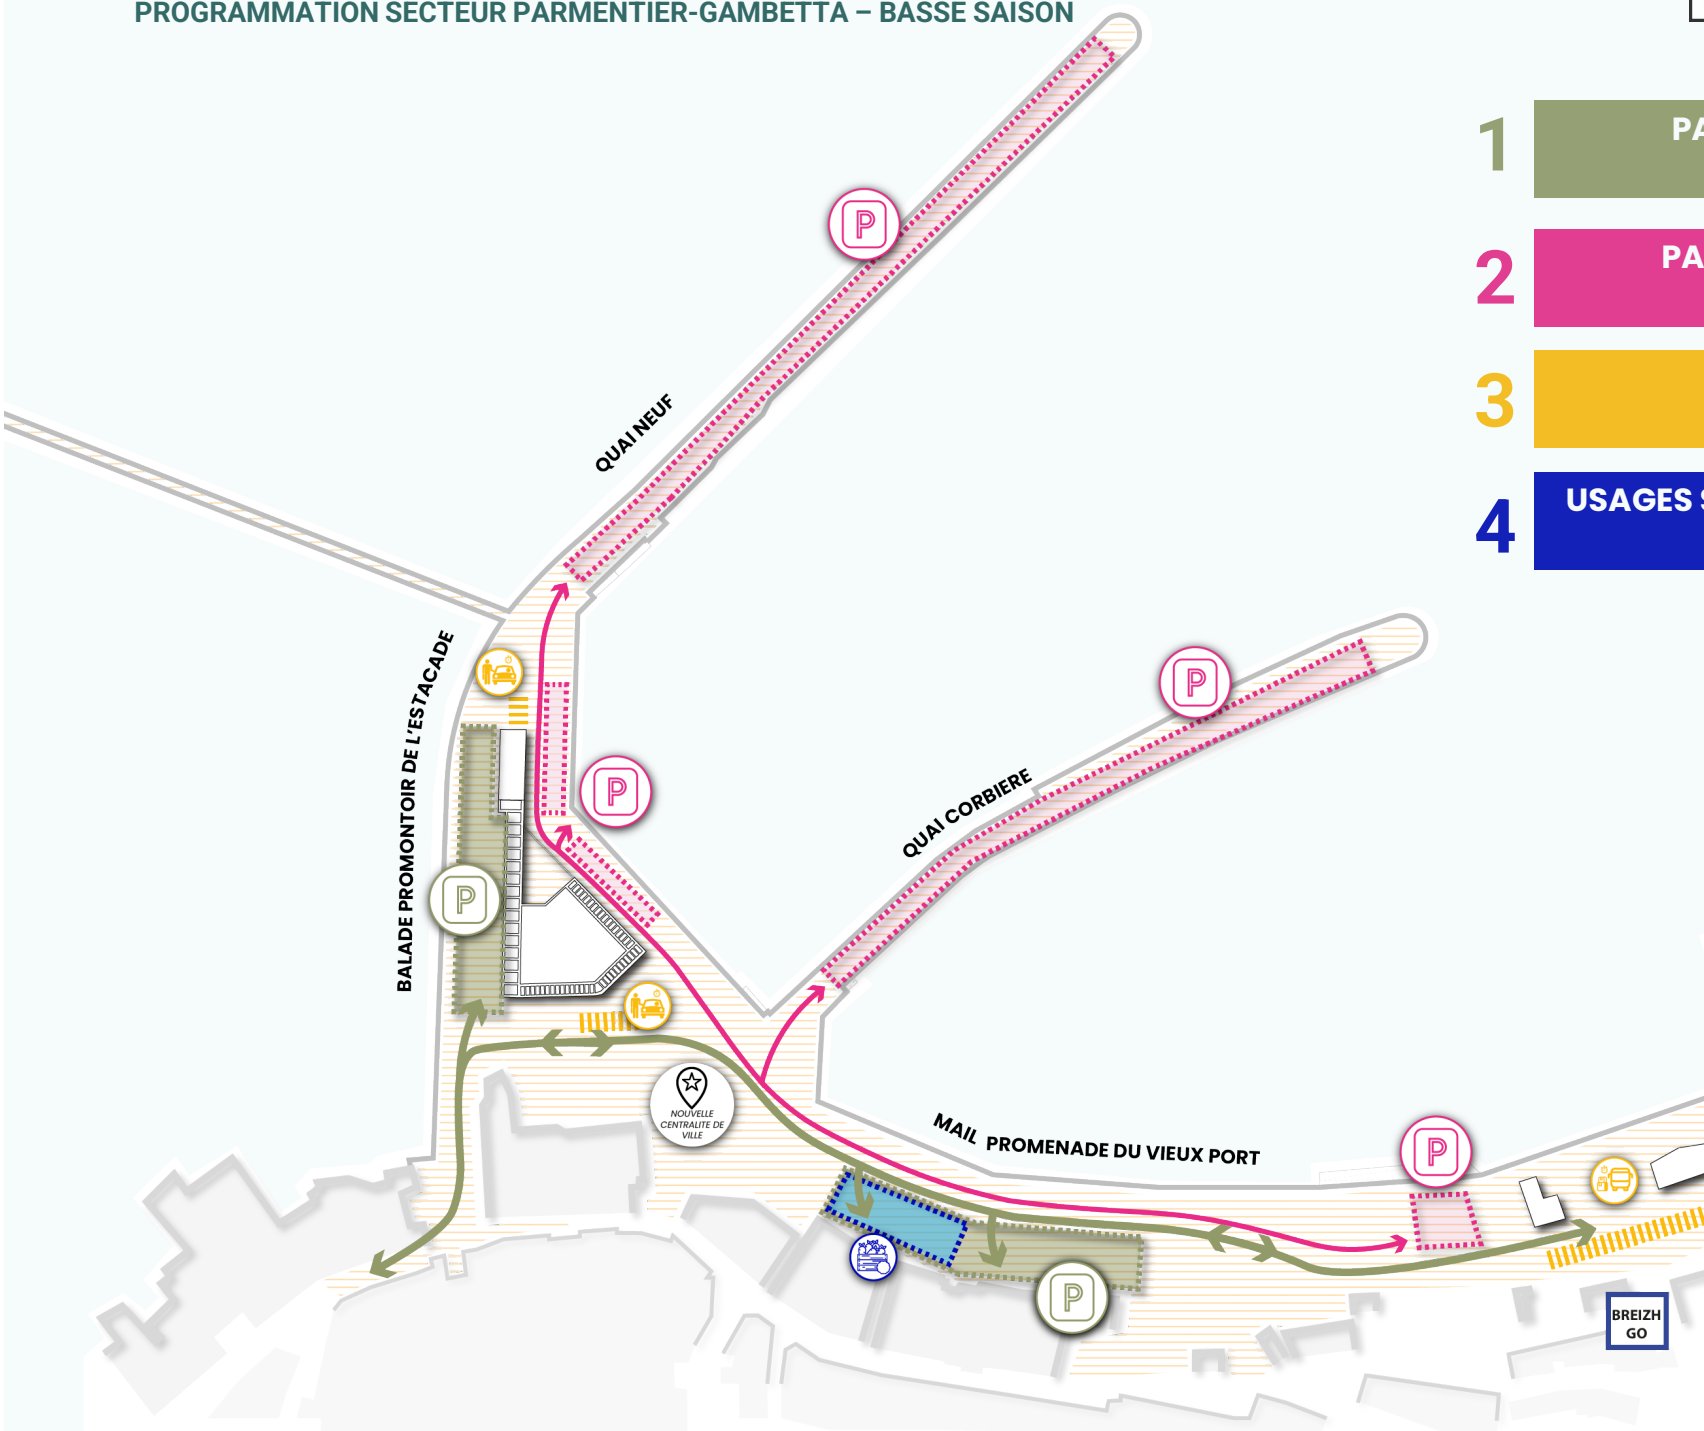 PROGRAMMATION SECTEUR PARMENTIER-GAMBETTA – BASSE SAISON
1
PA
2
PA
3
4
USAGES
QUAI NEUF
P
BALADE PROMONTOIR DE L'ESTACADE
P
QUAI CORBIERE
P
P
NOUVELLE
CENTRALITE DE
VILLE
MAIL PROMENADE DU VIEUX PORT
P
P
BREIZH
GO